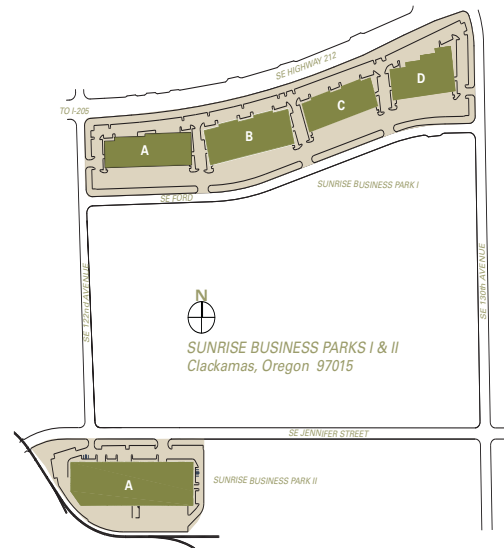 SE HIGHWAY 212
TO I-205
A
B
C
D
SUNRISE BUSINESS PARK I
SE FORD
SE 122nd AVENUE
SE 130th AVENUE
N
SUNRISE BUSINESS PARKS I & II
Clackamas, Oregon 97015
SE JENNIFER STREET
A
SUNRISE BUSINESS PARK II